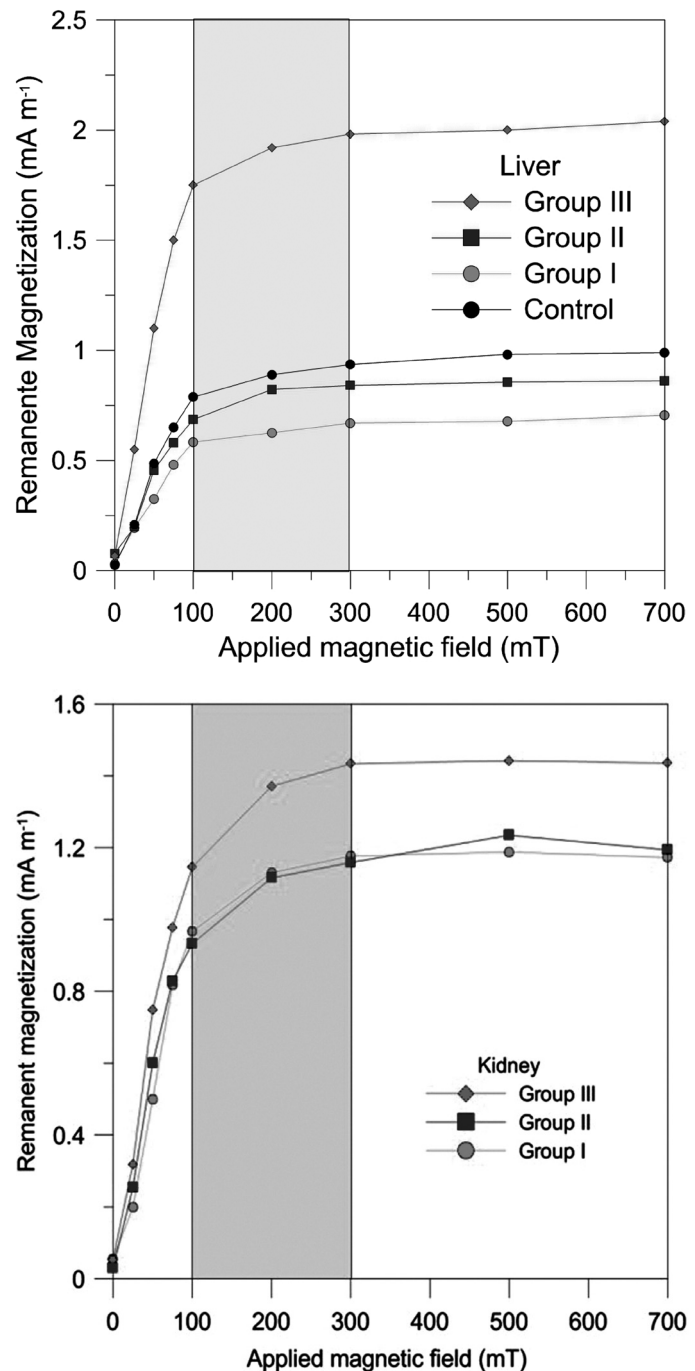 2.5
2
1.5
1
0.5
0
Remanente Magnetization (mA m⁻¹)
Liver
Group III
Group II
Group I
Control
0 100 200 300 400 500 600 700
Applied magnetic field (mT)
1.6
1.2
0.8
0.4
0
Remanent magnetization (mA m⁻¹)
Kidney
Group III
Group II
Group I
0 100 200 300 400 500 600 700
Applied magnetic field (mT)